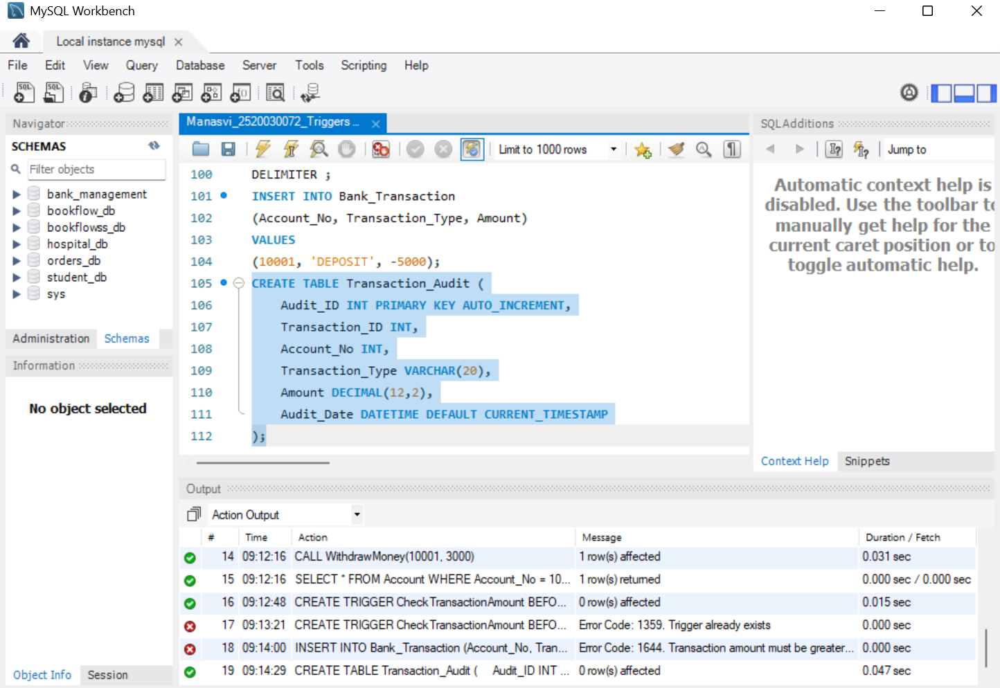 MySQL Workbench
Local instance mysql
File Edit View Query Database Server Tools Scripting Help
Navigator
SCHEMAS
Filter objects
bank_management
bookflow_db
bookflowss_db
hospital_db
orders_db
student_db
sys
Administration Schemas
Information
No object selected
Object Info Session
Manasvi_2520030072_Triggers ...
Limit to 1000 rows
100 DELIMITER ;
101 INSERT INTO Bank_Transaction
102 (Account_No, Transaction_Type, Amount)
103 VALUES
104 (10001, 'DEPOSIT', -5000);
105 CREATE TABLE Transaction_Audit (
106 Audit_ID INT PRIMARY KEY AUTO_INCREMENT,
107 Transaction_ID INT,
108 Account_No INT,
109 Transaction_Type VARCHAR(20),
110 Amount DECIMAL(12,2),
111 Audit_Date DATETIME DEFAULT CURRENT_TIMESTAMP
112 );
SQLAdditions
Jump to
Automatic context help is
disabled. Use the toolbar to
manually get help for the
current caret position or to
toggle automatic help.
Context Help Snippets
Output
Action Output
# Time Action Message Duration / Fetch
14 09:12:16 CALL WithdrawMoney(10001, 3000) 1 row(s) affected 0.031 sec
15 09:12:16 SELECT * FROM Account WHERE Account_No = 10... 1 row(s) returned 0.000 sec / 0.000 sec
16 09:12:48 CREATE TRIGGER CheckTransactionAmount BEFO... 0 row(s) affected 0.015 sec
17 09:13:21 CREATE TRIGGER CheckTransactionAmount BEFO... Error Code: 1359. Trigger already exists 0.000 sec
18 09:14:00 INSERT INTO Bank_Transaction (Account_No, Tran... Error Code: 1644. Transaction amount must be greater... 0.000 sec
19 09:14:29 CREATE TABLE Transaction_Audit ( Audit_ID INT ... 0 row(s) affected 0.047 sec